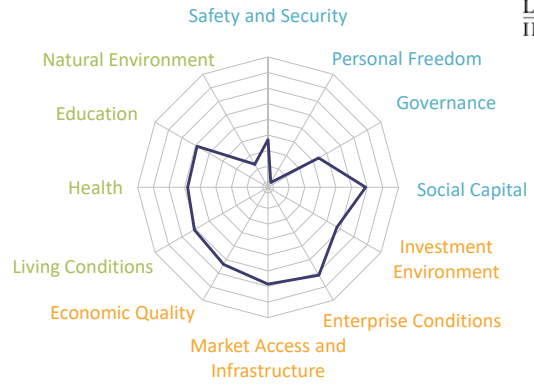 Safety and Security
Natural Environment
Personal Freedom
Education
Governance
Health
Social Capital
Investment
Environment
Living Conditions
Economic Quality
Enterprise Conditions
Market Access and
Infrastructure